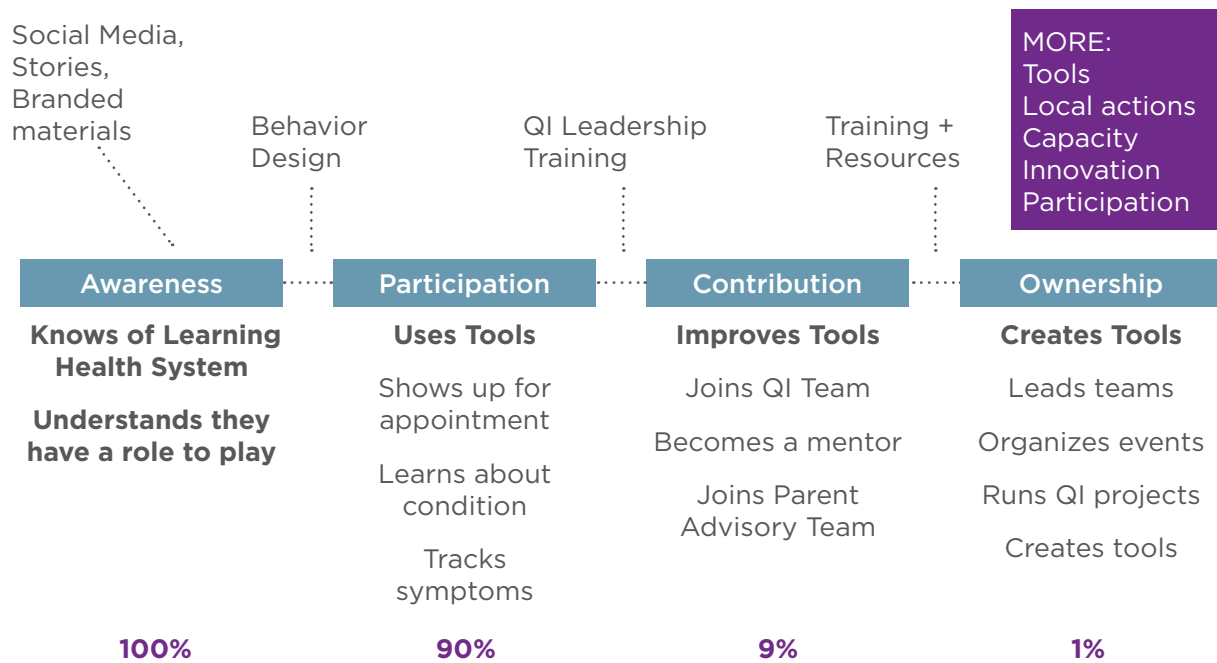 Social Media,
Stories,
Branded
materials
Behavior
Design
QI Leadership
Training
Training +
Resources
MORE:
Tools
Local actions
Capacity
Innovation
Participation
Awareness
Knows of Learning
Health System
Understands they
have a role to play
100%
Participation
Uses Tools
Shows up for
appointment
Learns about
condition
Tracks
symptoms
90%
Contribution
Improves Tools
Joins QI Team
Becomes a mentor
Joins Parent
Advisory Team
9%
Ownership
Creates Tools
Leads teams
Organizes events
Runs QI projects
Creates tools
1%